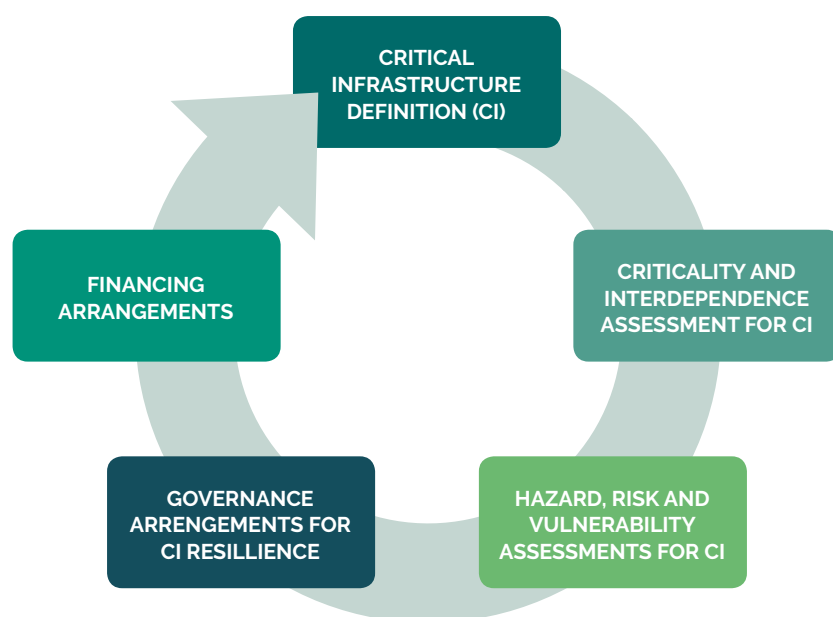 CRITICAL
INFRASTRUCTURE
DEFINITION (CI)
CRITICALITY AND
INTERDEPENDENCE
ASSESSMENT FOR CI
HAZARD, RISK AND
VULNERABILITY
ASSESSMENTS FOR CI
GOVERNANCE
ARRENGEMENTS FOR
CI RESILLIENCE
FINANCING
ARRANGEMENTS